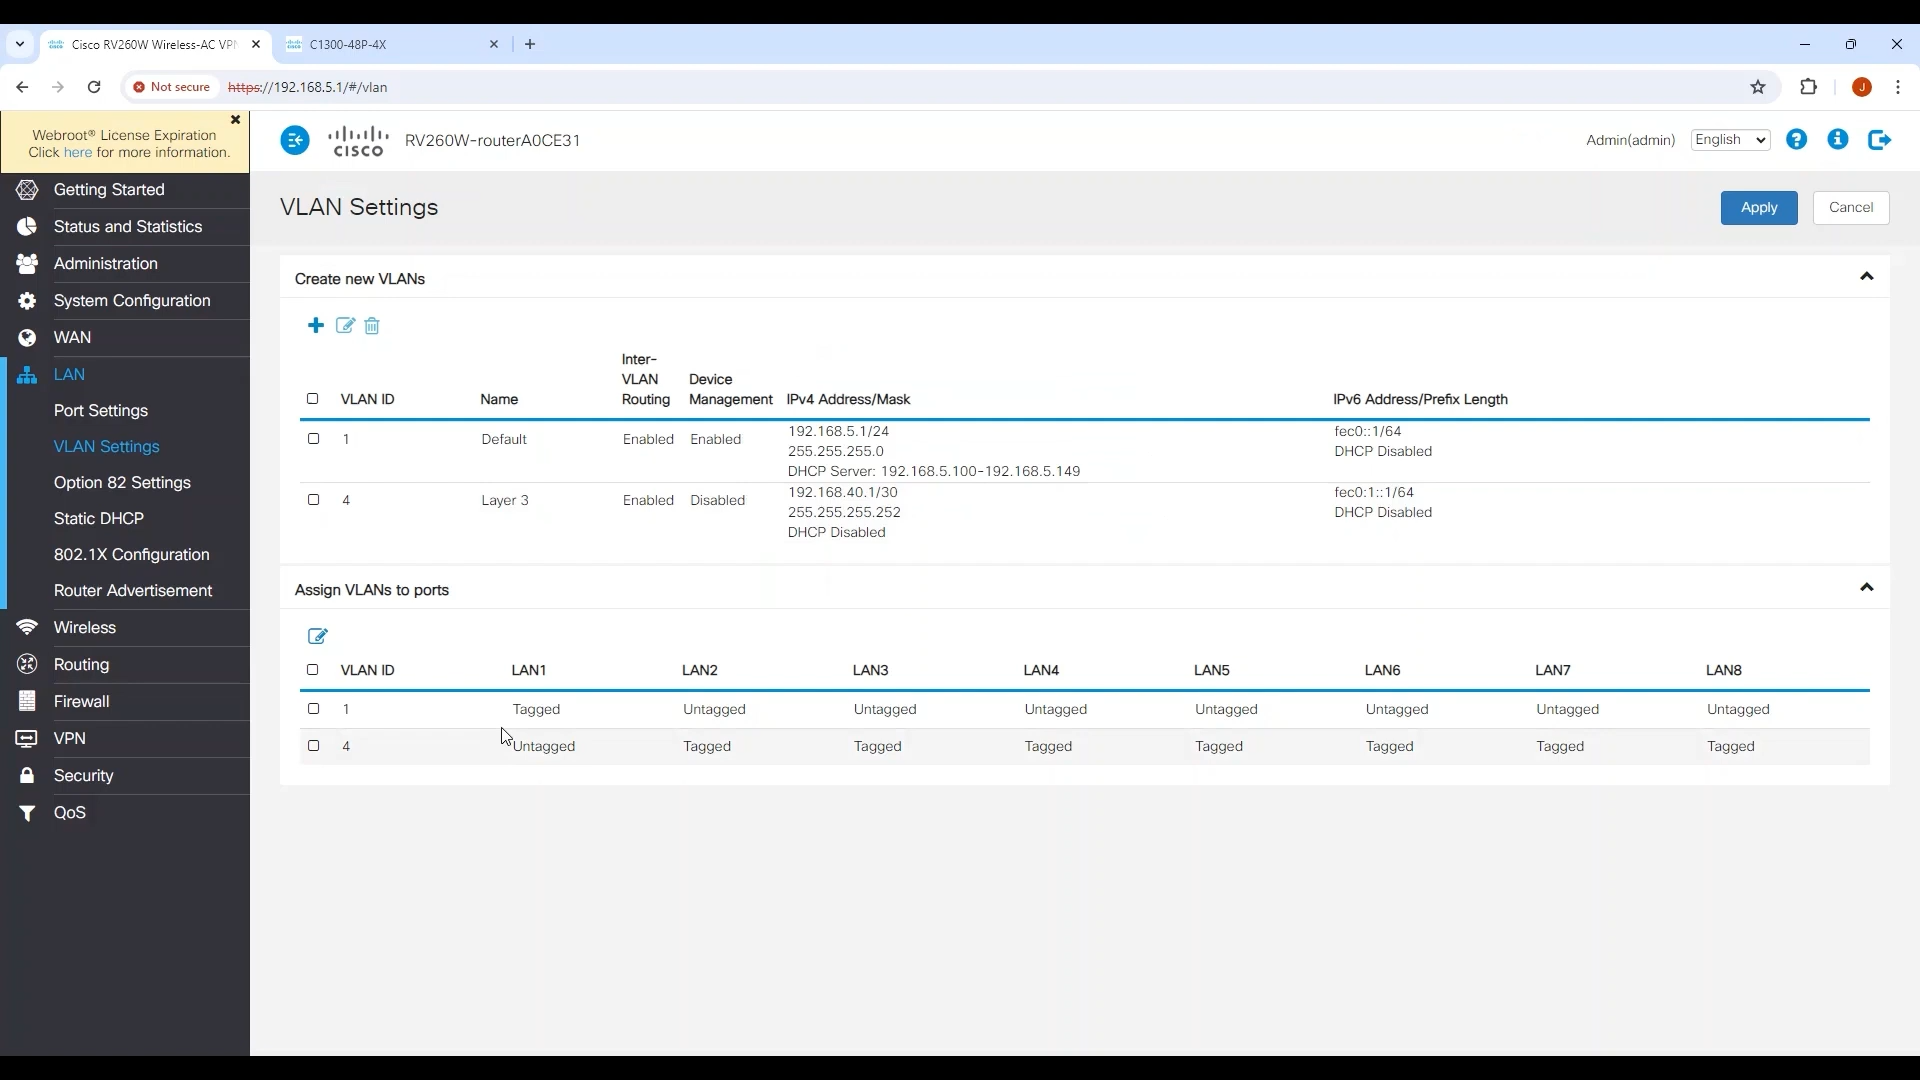 Cisco RV260W Wireless-AC VPN
C1300-48P-4X
Not secure
https://192.168.5.1/#/vlan
J
Webroot® License Expiration
Click here for more information.
CISCO
RV260W-routerA0CE31
Admin(admin)
English
Getting Started
Status and Statistics
Administration
System Configuration
WAN
LAN
Port Settings
VLAN Settings
Option 82 Settings
Static DHCP
802.1X Configuration
Router Advertisement
Wireless
Routing
Firewall
VPN
Security
QoS
VLAN Settings
Apply
Cancel
Create new VLANs
VLAN ID Name Inter-VLAN Routing Device Management IPv4 Address/Mask IPv6 Address/Prefix Length
1 Default Enabled Enabled 192.168.5.1/24 fec0::1/64
255.255.255.0 DHCP Disabled
DHCP Server: 192.168.5.100-192.168.5.149
4 Layer 3 Enabled Disabled 192.168.40.1/30 fec0:1::1/64
255.255.255.252 DHCP Disabled
DHCP Disabled
Assign VLANs to ports
VLAN ID LAN1 LAN2 LAN3 LAN4 LAN5 LAN6 LAN7 LAN8
1 Tagged Untagged Untagged Untagged Untagged Untagged Untagged Untagged
4 Untagged Tagged Tagged Tagged Tagged Tagged Tagged Tagged